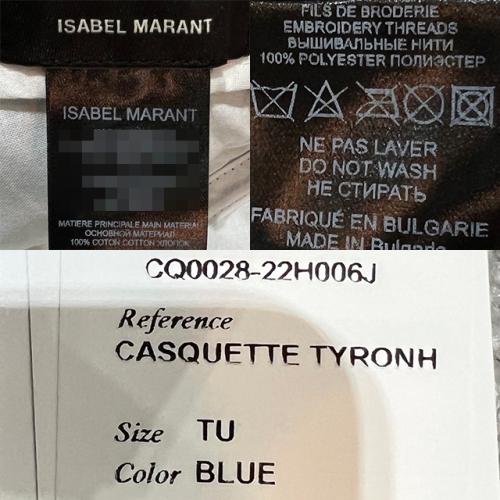 ISABEL MARANT
ISABEL MARANT
MATIERE PRINCIPALE MAIN MATERIAL
ОСНОВНОЙ МАТЕРИАЛ
100% COTON COTTON ХЛОПОК
FILS DE BRODERIE
EMBROIDERY THREADS
ВЫШИВАЛЬНЫЕ НИТИ
100% POLYESTER ПОЛИЭСТЕР
NE PAS LAVER
DO NOT WASH
НЕ СТИРАТЬ
FABRIQUÉ EN BULGARIE
MADE IN Bulgaria
CQ0028-22H006J
Reference
CASQUETTE TYRONH
Size TU
Color BLUE